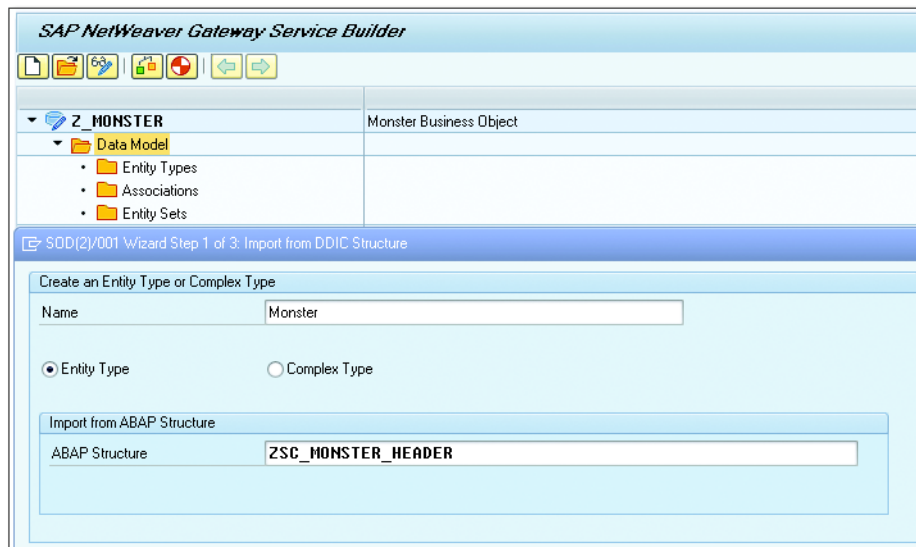 SAP NetWeaver Gateway Service Builder
Z_MONSTER Monster Business Object
Data Model
Entity Types
Associations
Entity Sets
SOD(2)/001 Wizard Step 1 of 3: Import from DDIC Structure
Create an Entity Type or Complex Type
Name Monster
Entity Type Complex Type
Import from ABAP Structure
ABAP Structure ZSC_MONSTER_HEADER